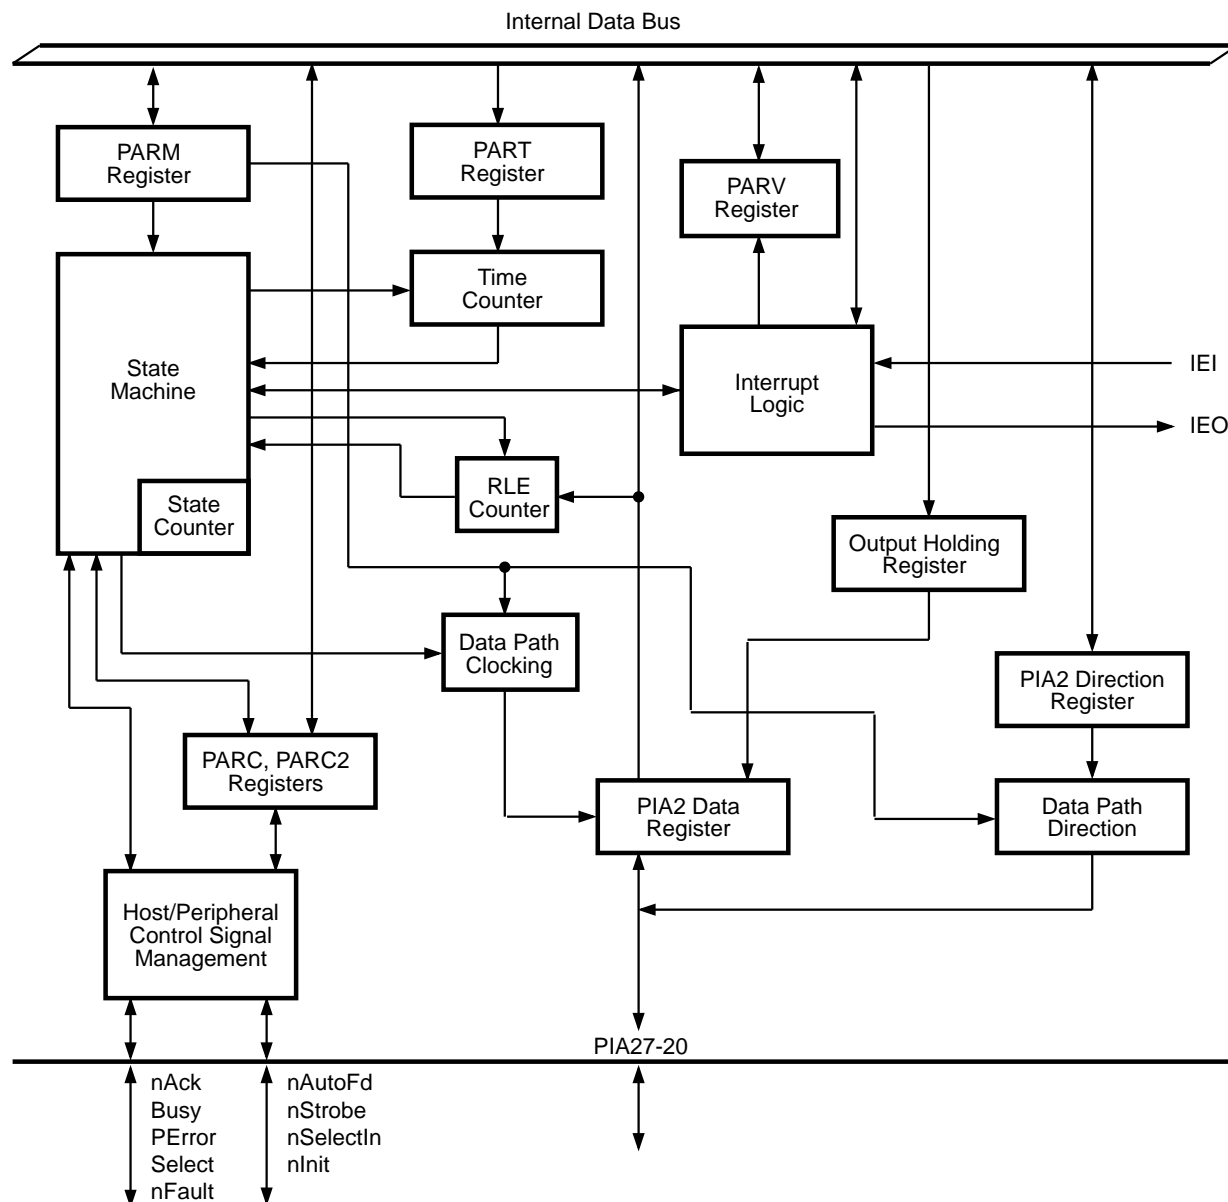 Internal Data Bus
PARM
Register
PART
Register
PARV
Register
Time
Counter
State
Machine
Interrupt
Logic
IEI
IEO
RLE
Counter
State
Counter
Output Holding
Register
Data Path
Clocking
PIA2 Direction
Register
PARC, PARC2
Registers
PIA2 Data
Register
Data Path
Direction
Host/Peripheral
Control Signal
Management
PIA27-20
nAck
Busy
PError
Select
nFault
nAutoFd
nStrobe
nSelectIn
nInit